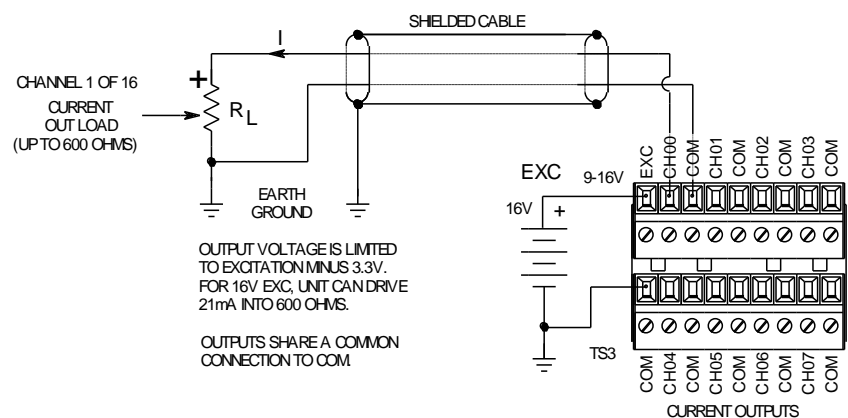 SHIELDED CABLE
I
CHANNEL 1 OF 16
CURRENT
OUT LOAD
(UP TO 600 OHMS)
+
RL
EARTH
GROUND
OUTPUT VOLTAGE IS LIMITED
TO EXCITATION MINUS 3.3V.
FOR 16V EXC, UNIT CAN DRIVE
21mA INTO 600 OHMS.
OUTPUTS SHARE A COMMON
CONNECTION TO COM.
EXC
9-16V
16V
+
EXC
CH00
COM
CH01
COM
CH02
COM
CH03
COM
TS3
COM
CH04
COM
CH05
COM
CH06
COM
CH07
COM
CURRENT OUTPUTS